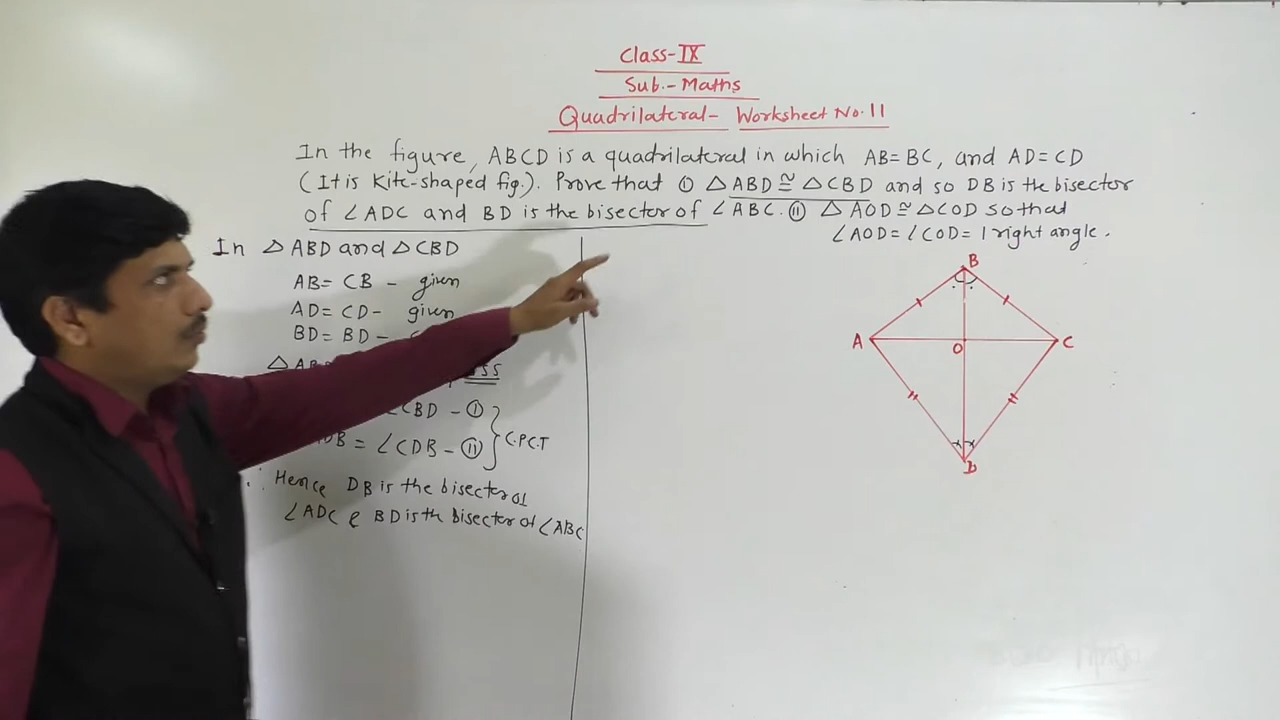 Class-IX
Sub.- Maths
Quadrilateral- Worksheet No. 11
In the figure, ABCD is a quadrilateral in which AB=BC, and AD=CD
(It is Kite-shaped fig.). Prove that ① △ABD≅△CBD and so DB is the bisector
of ∠ADC and BD is the bisector of ∠ABC. ⑪ △AOD≅△COD so that
∠AOD=∠COD=1 right angle.
In △ABD and △CBD
AB=CB - given
AD=CD - given
BD=BD -
△AB
∠CBD - ①
= ∠CDB - ⑪ } C.P.C.T
∴ Hence DB is the bisector of
∠ADC & BD is th bisector of ∠ABC
B
A
O
C
D